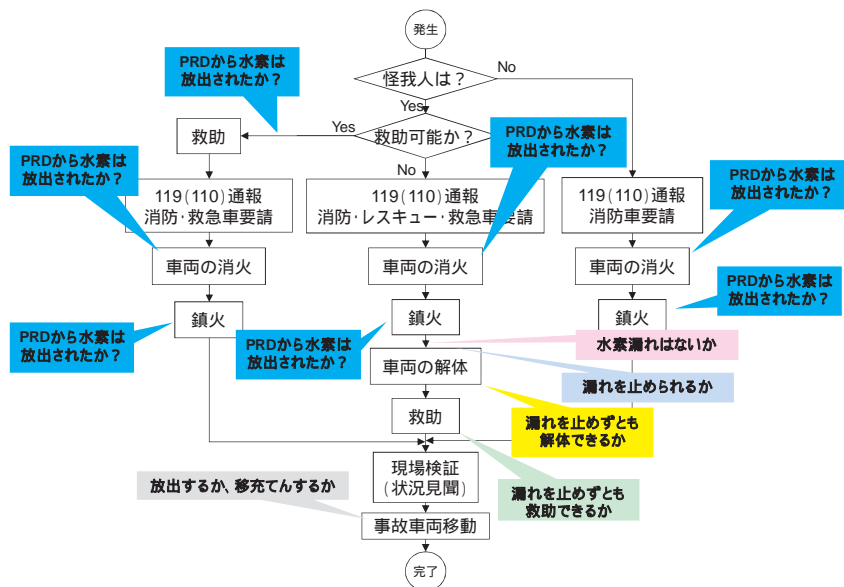 発生
PRDから水素は
放出されたか？
怪我人は？
No
Yes
救助
Yes
救助可能か？
PRDから水素は
放出されたか？
No
PRDから水素は
放出されたか？
PRDから水素は
放出されたか？
119(110)通報
消防・救急車要請
119(110)通報
消防・レスキュー・救急車要請
119(110)通報
消防車要請
車両の消火
車両の消火
車両の消火
PRDから水素は
放出されたか？
鎮火
鎮火
鎮火
PRDから水素は
放出されたか？
PRDから水素は
放出されたか？
水素漏れはないか
車両の解体
漏れを止められるか
救助
漏れを止めずとも
解体できるか
現場検証
(状況見聞)
放出するか、移充てんするか
漏れを止めずとも
救助できるか
事故車両移動
完了